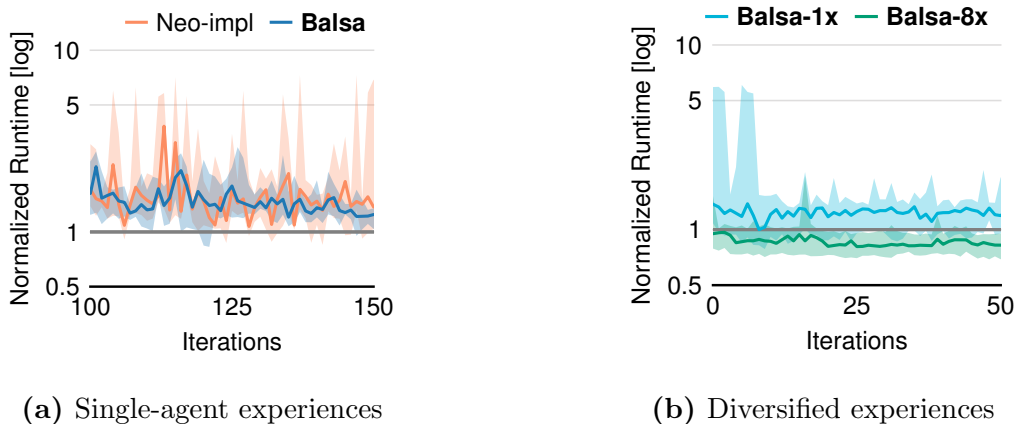 Neo-impl Balsa
Normalized Runtime [log]
10
5
1
0.5
100 125 150
Iterations
(a) Single-agent experiences
Balsa-1x Balsa-8x
Normalized Runtime [log]
10
5
1
0.5
0 25 50
Iterations
(b) Diversified experiences